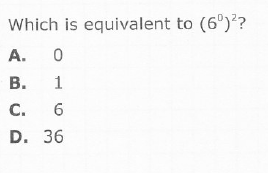 Which is equivalent to (6⁰)²?
A. 0
B. 1
C. 6
D. 36